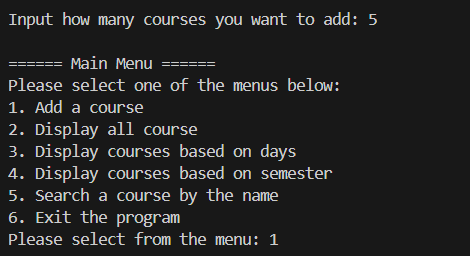 Input how many courses you want to add: 5
====== Main Menu ======
Please select one of the menus below:
1. Add a course
2. Display all course
3. Display courses based on days
4. Display courses based on semester
5. Search a course by the name
6. Exit the program
Please select from the menu: 1